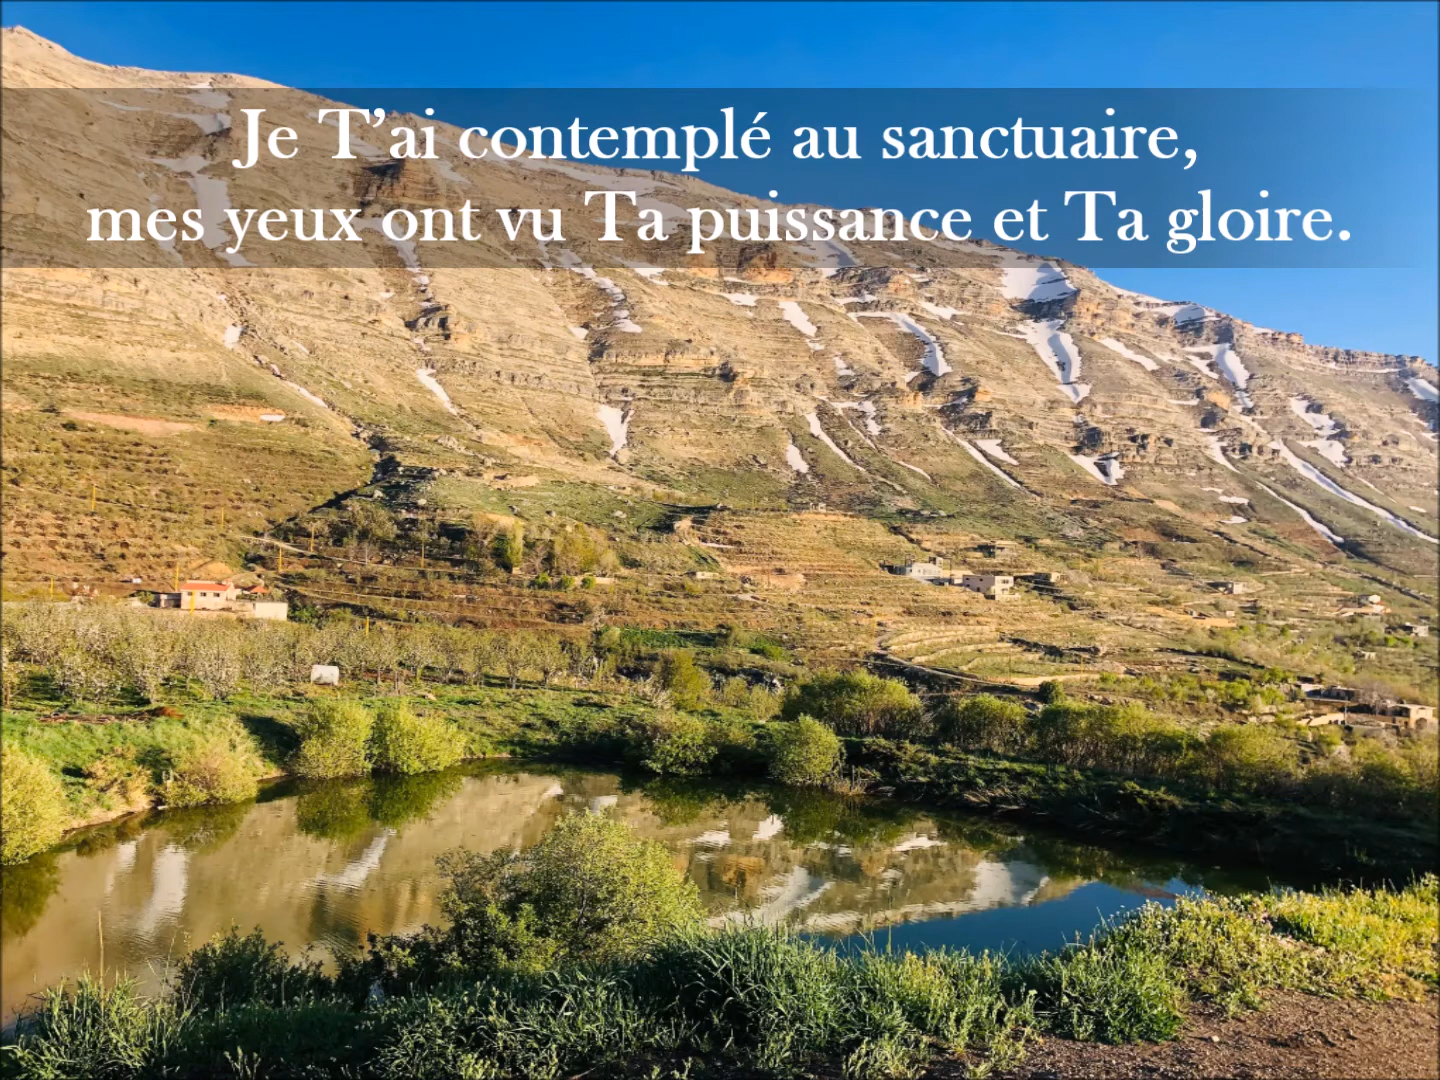 Je T’ai contemplé au sanctuaire,
mes yeux ont vu Ta puissance et Ta gloire.